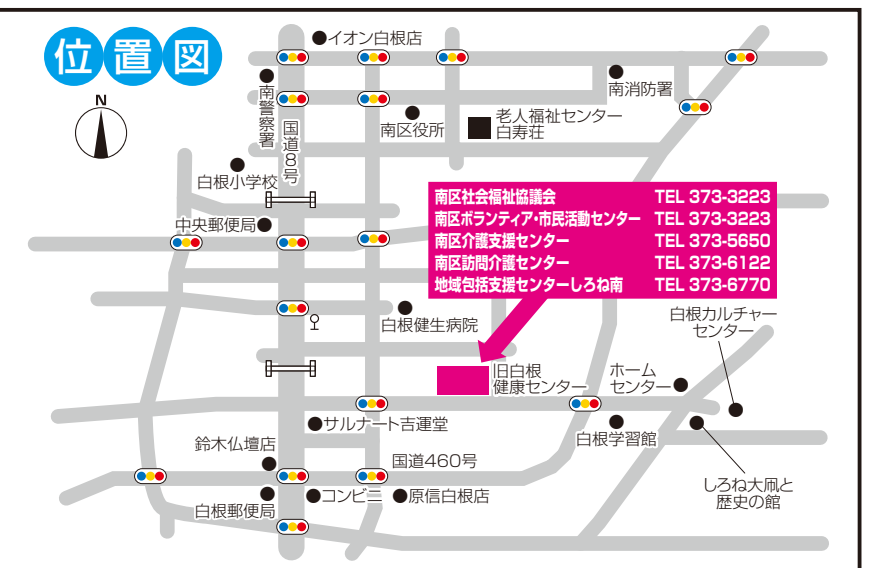 位置図
N
イオン白根店
南警察署
国道8号
南消防署
南区役所
老人福祉センター
白寿荘
白根小学校
中央郵便局
南区社会福祉協議会 TEL 373-3223
南区ボランティア・市民活動センター TEL 373-3223
南区介護支援センター TEL 373-5650
南区訪問介護センター TEL 373-6122
地域包括支援センターしろね南 TEL 373-6770
白根健生病院
白根カルチャー
センター
旧白根
健康センター
ホーム
センター
サルナート吉運堂
白根学習館
鈴木仏壇店
国道460号
しろね大凧と
歴史の館
白根郵便局
コンビニ
原信白根店